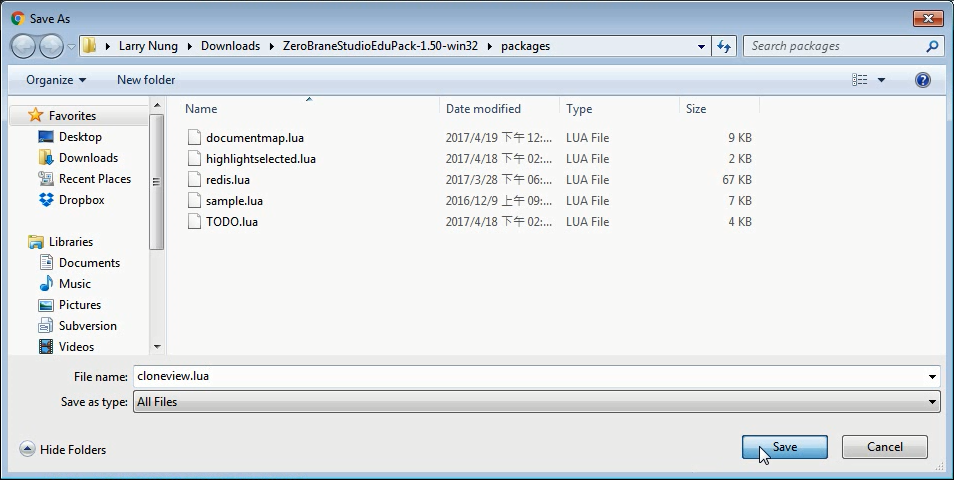 Save As
Larry Nung Downloads ZeroBraneStudioEduPack-1.50-win32 packages
Search packages
Organize New folder
Name Date modified Type Size
documentmap.lua 2017/4/19 下午 12:... LUA File 9 KB
highlightselected.lua 2017/4/18 下午 02:... LUA File 2 KB
redis.lua 2017/3/28 下午 06:... LUA File 67 KB
sample.lua 2016/12/9 上午 09:... LUA File 7 KB
TODO.lua 2017/4/18 下午 02:... LUA File 4 KB
Favorites
Desktop
Downloads
Recent Places
Dropbox
Libraries
Documents
Music
Pictures
Subversion
Videos
File name: cloneview.lua
Save as type: All Files
Hide Folders
Save Cancel